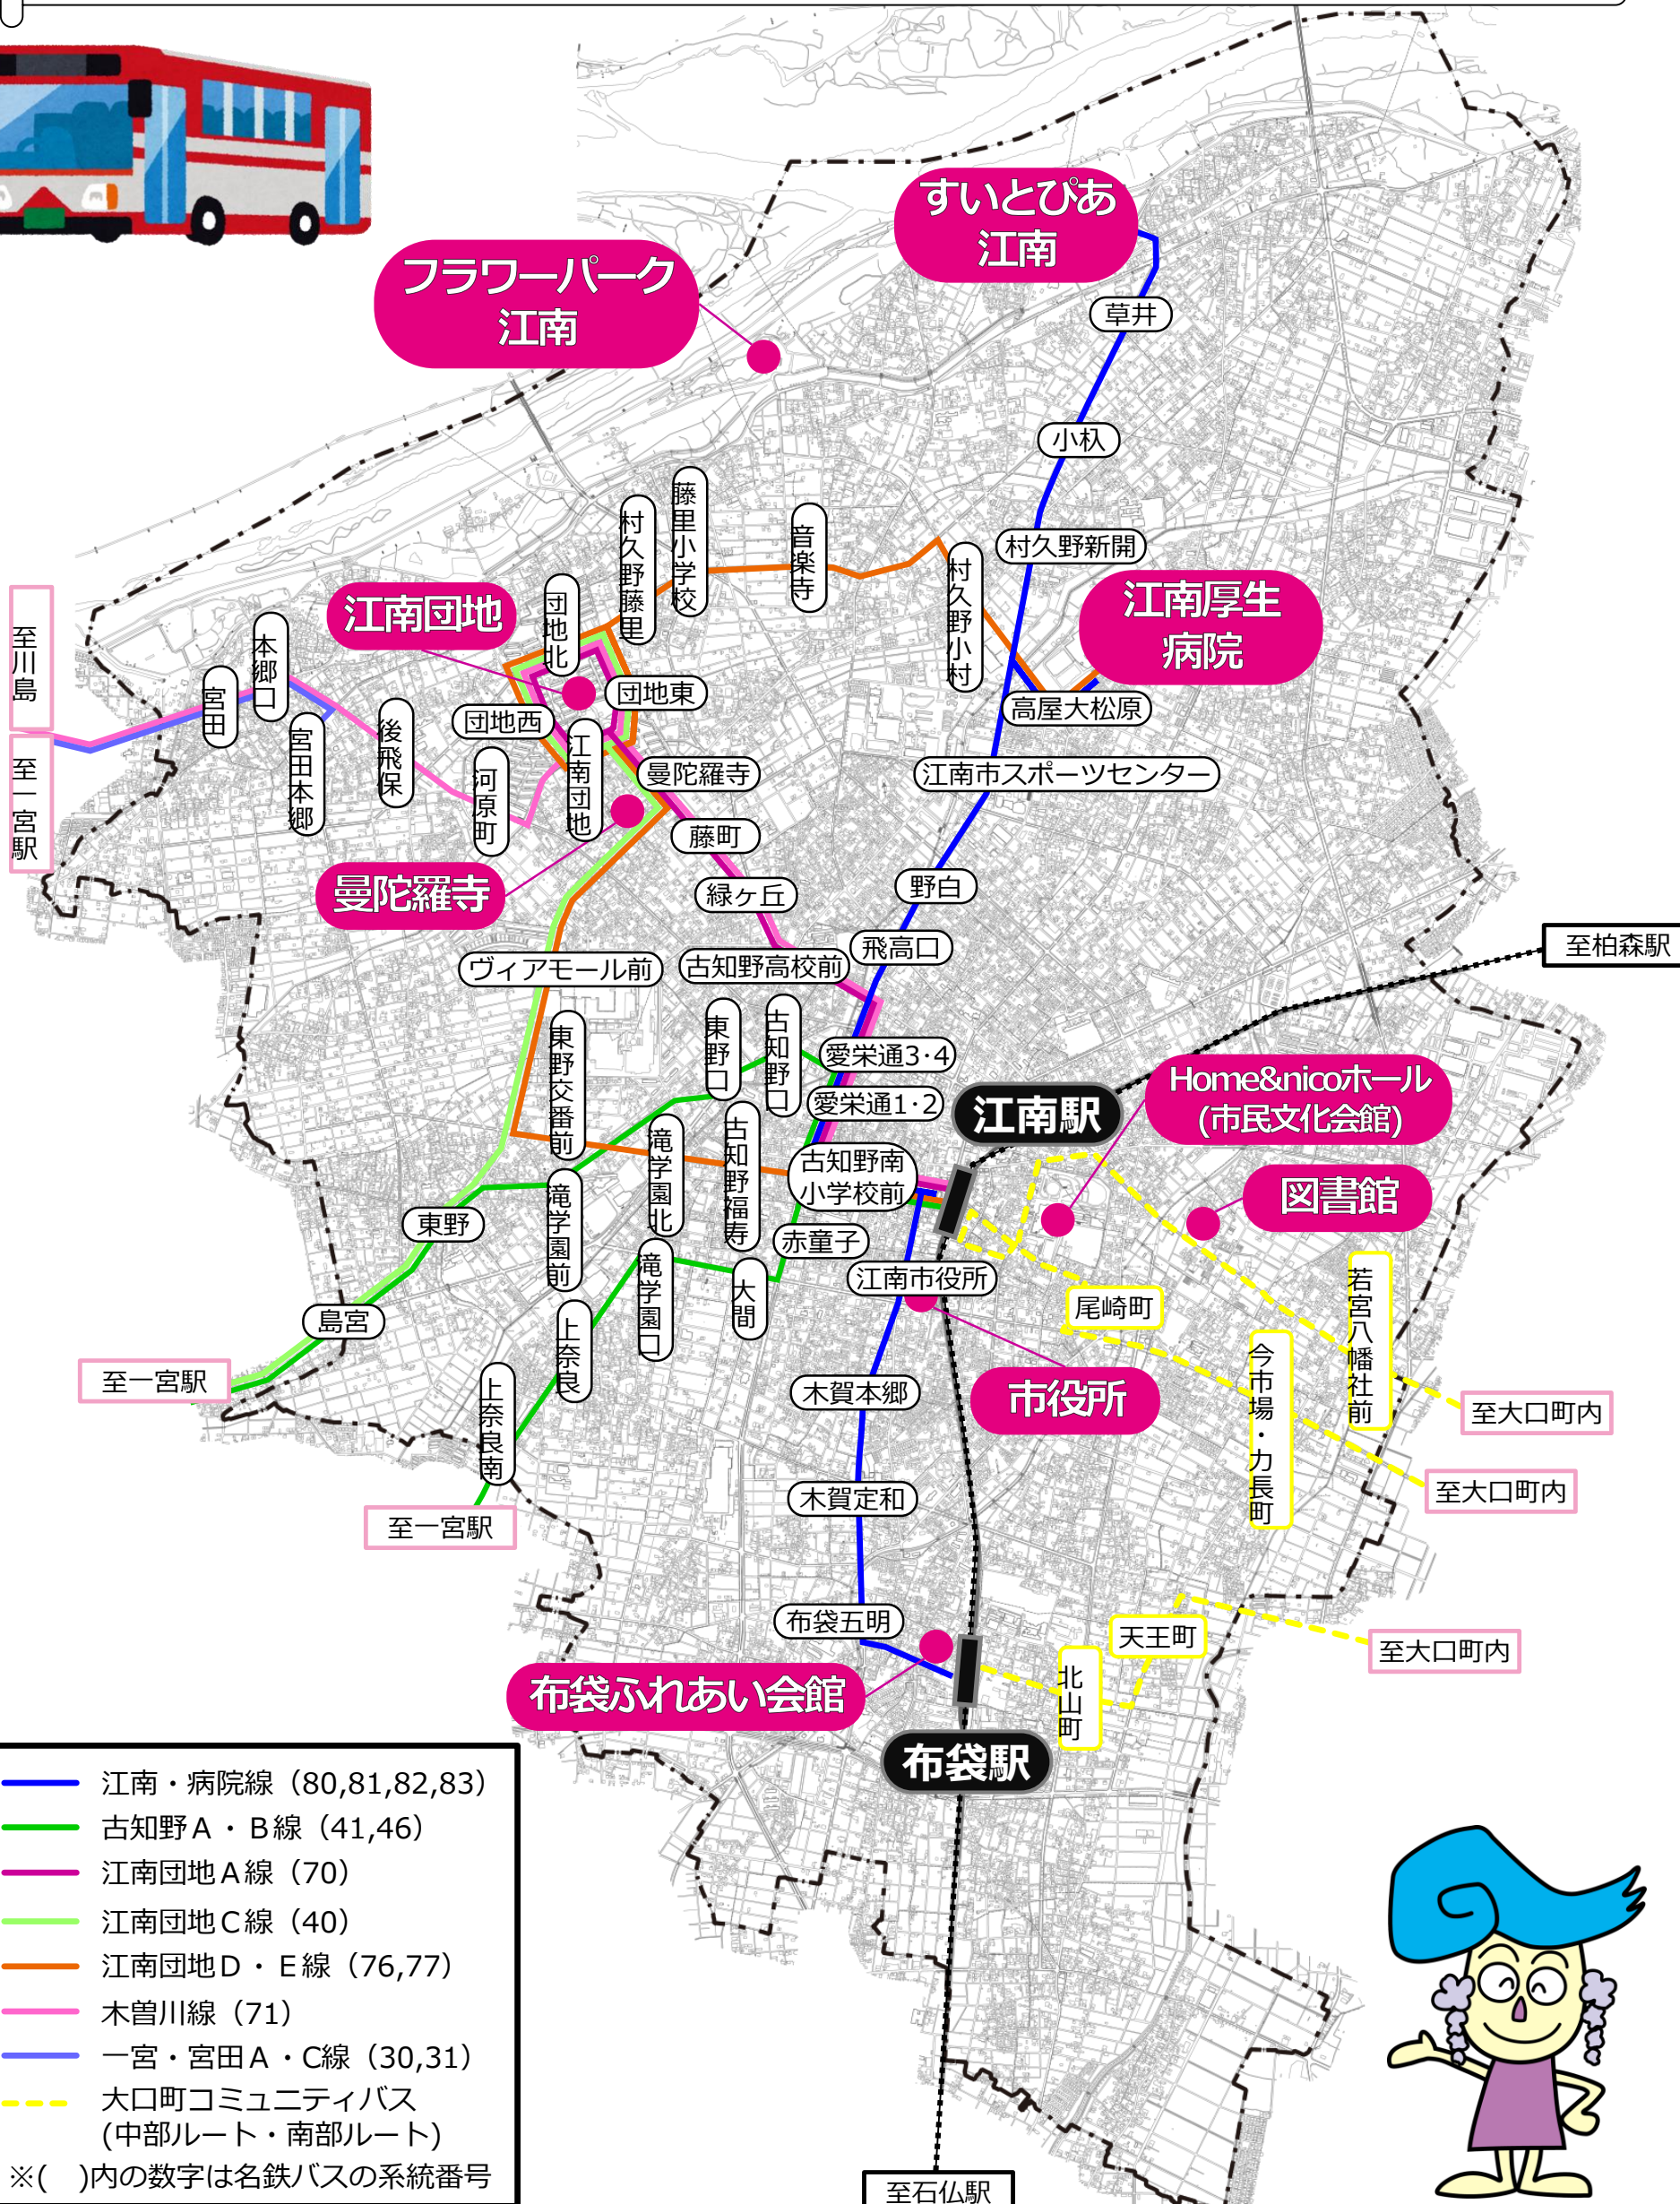 すいとぴあ
江南
フラワーパーク
江南
草井
小杁
村久野新開
藤里小学校
村久野藤里
音楽寺
村久野小村
江南厚生
病院
江南団地
団地北
団地東
団地西
高屋大松原
至川島
至一宮駅
本郷口
宮田
宮田本郷
後飛保
河原町
江南団地
曼陀羅寺
江南市スポーツセンター
藤町
曼陀羅寺
緑ヶ丘
野白
飛高口
至柏森駅
ヴィアモール前
古知野高校前
東野口
古知野口
東野交番前
愛栄通3・4
愛栄通1・2
江南駅
Home&nicoホール
(市民文化会館)
滝学園北
古知野福寿
古知野南
小学校前
図書館
東野
滝学園前
赤童子
滝学園口
大間
江南市役所
尾崎町
若宮八幡社前
島宮
上奈良
今市場・力長町
至一宮駅
上奈良南
木賀本郷
市役所
至大口町内
至大口町内
木賀定和
至一宮駅
布袋五明
天王町
至大口町内
北山町
布袋ふれあい会館
布袋駅
江南・病院線（80,81,82,83）
古知野Ａ・Ｂ線（41,46）
江南団地Ａ線（70）
江南団地Ｃ線（40）
江南団地Ｄ・Ｅ線（76,77）
木曽川線（71）
一宮・宮田Ａ・C線（30,31）
大口町コミュニティバス
(中部ルート・南部ルート)
※(　)内の数字は名鉄バスの系統番号
至石仏駅